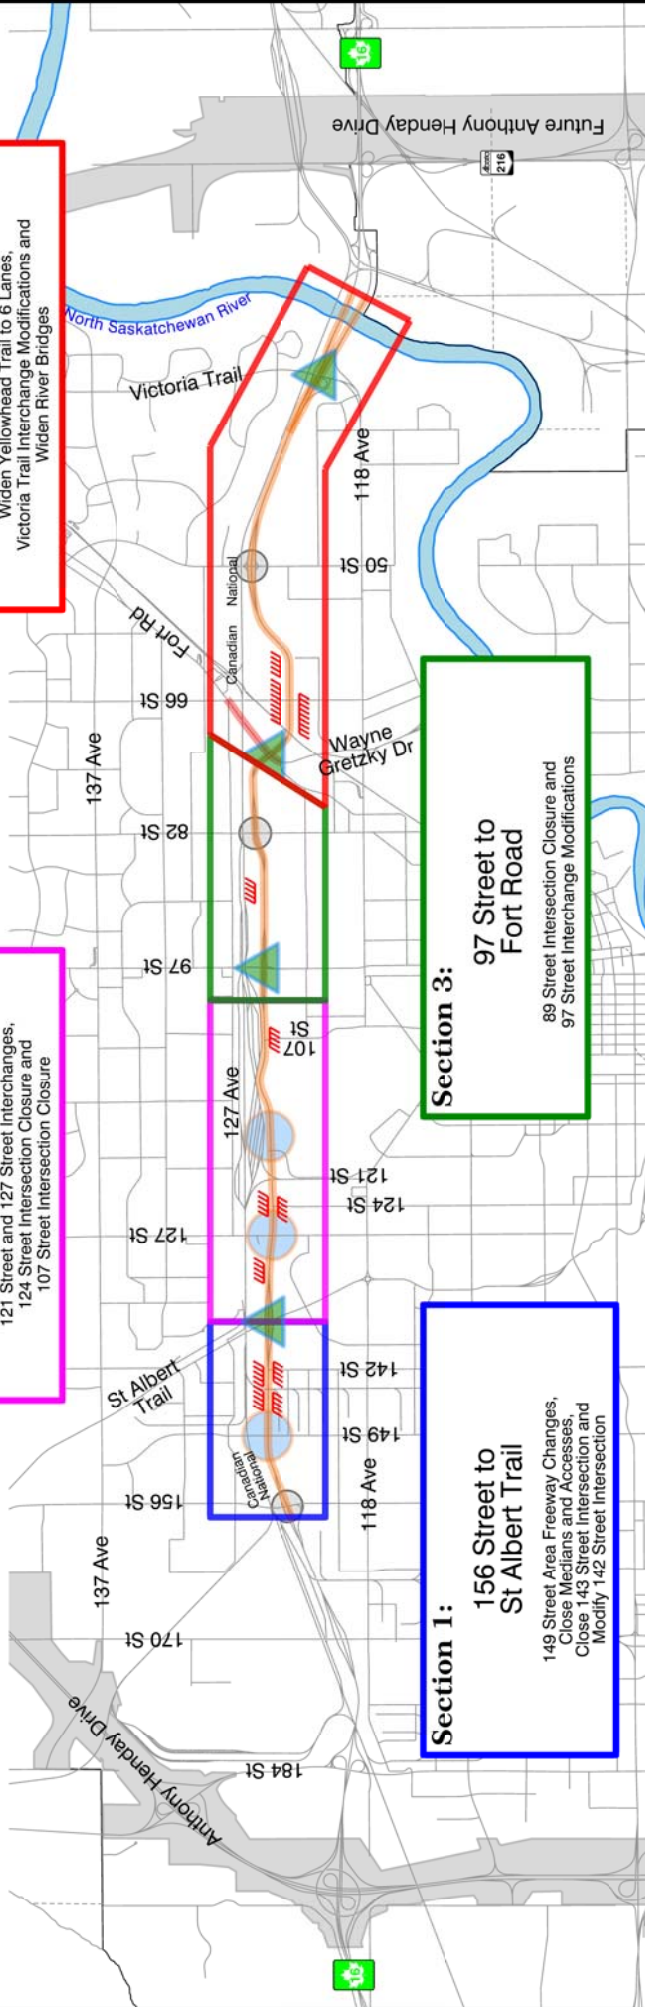 Widen Yellowhead Trail to 6 Lanes,
Victoria Trail Interchange Modifications and
Widen River Bridges
121 Street and 127 Street Interchanges,
124 Street Intersection Closure and
107 Street Intersection Closure
Section 1:
156 Street to
St Albert Trail
149 Street Area Freeway Changes,
Close Medians and Accesses,
Close 143 Street Intersection and
Modify 142 Street Intersection
Section 3:
97 Street to
Fort Road
89 Street Intersection Closure and
97 Street Interchange Modifications
16
Anthony Henday Drive
184 St
170 St
137 Ave
156 St
Canadian
National
149 St
118 Ave
142 St
St Albert
Trail
127 St
124 St
121 St
127 Ave
107
St
97 St
82 St
137 Ave
66 St
Wayne
Gretzky Dr
Fort Rd
Canadian National
50 St
118 Ave
Victoria Trail
North Saskatchewan River
Future Anthony Henday Drive
216
16